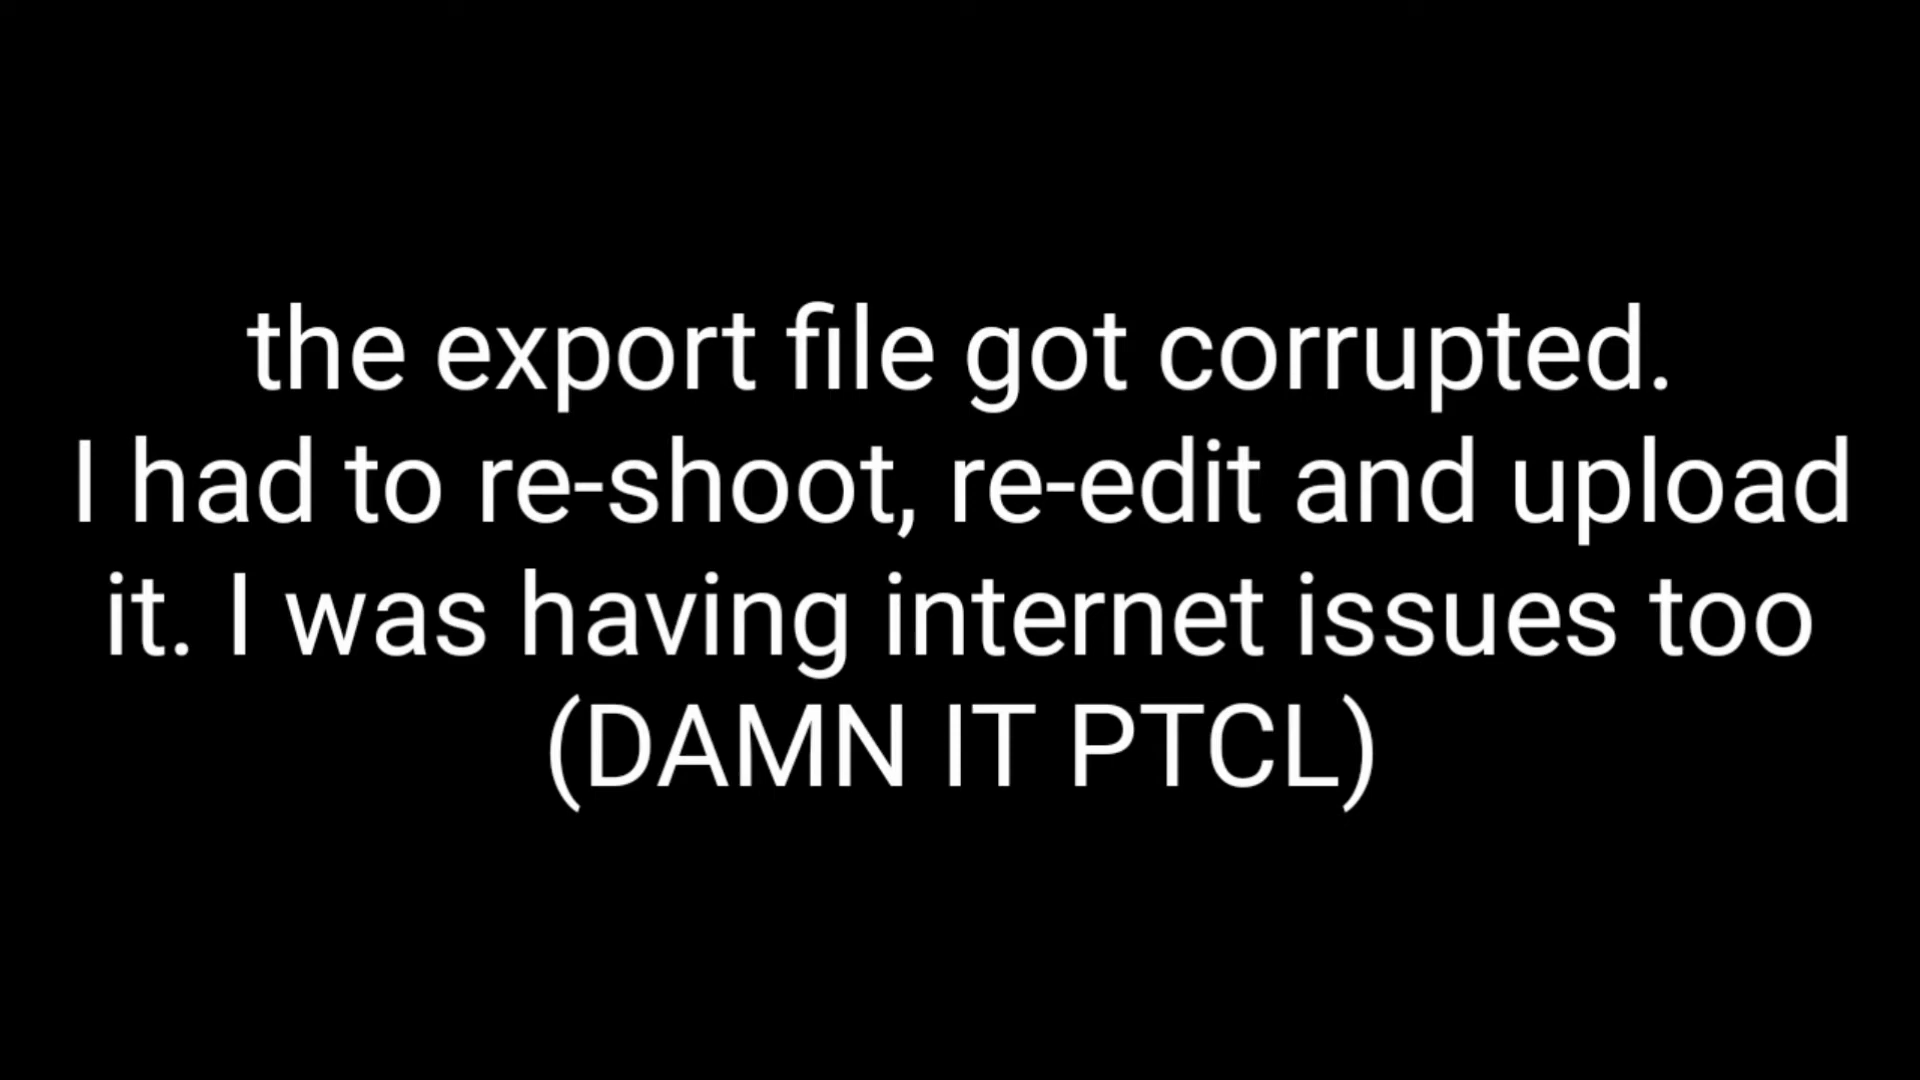 the export file got corrupted.
I had to re-shoot, re-edit and upload
it. I was having internet issues too
(DAMN IT PTCL)